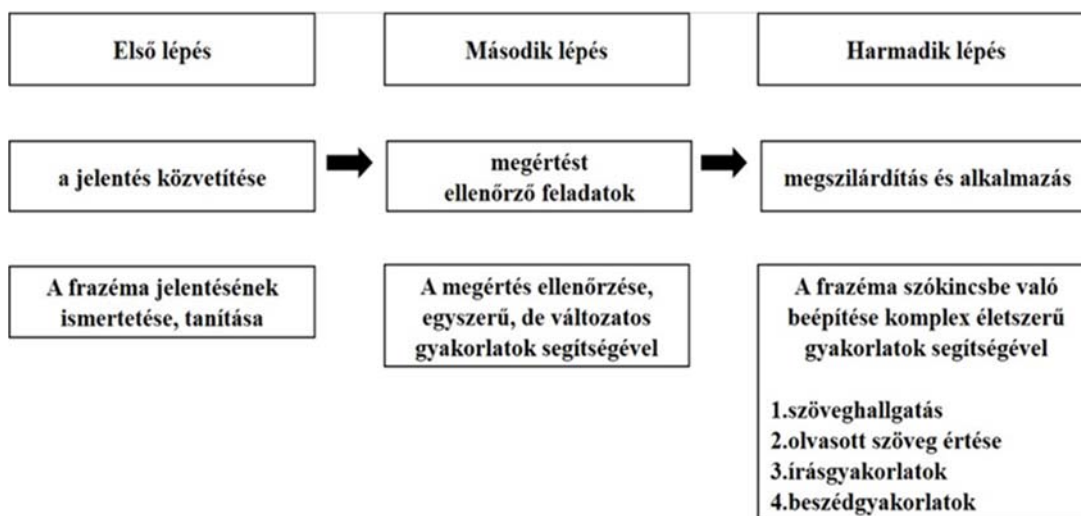 Első lépés
Második lépés
Harmadik lépés
a jelentés közvetítése
megértést
ellenőrző feladatok
megszilárdítás és alkalmazás
A frazéma jelentésének
ismertetése, tanítása
A megértés ellenőrzése,
egyszerű, de változatos
gyakorlatok segítségével
A frazéma szókincsbe való
beépítése komplex életszerű
gyakorlatok segítségével
1.szöveghallgatás
2.olvasott szöveg értése
3.írásgyakorlatok
4.beszédgyakorlatok